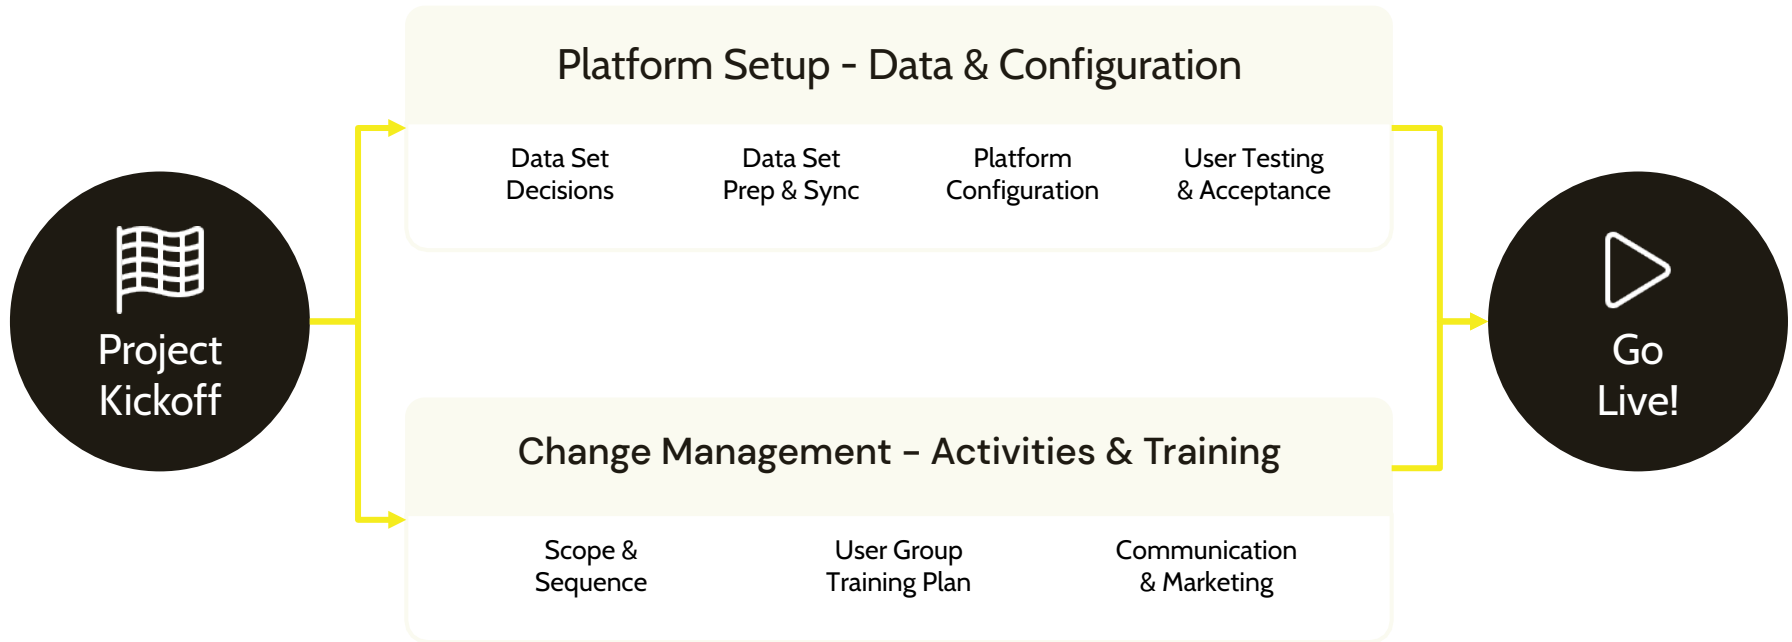 Project
Kickoff
Platform Setup - Data & Configuration
Data Set
Decisions
Data Set
Prep & Sync
Platform
Configuration
User Testing
& Acceptance
Change Management - Activities & Training
Scope &
Sequence
User Group
Training Plan
Communication
& Marketing
Go
Live!